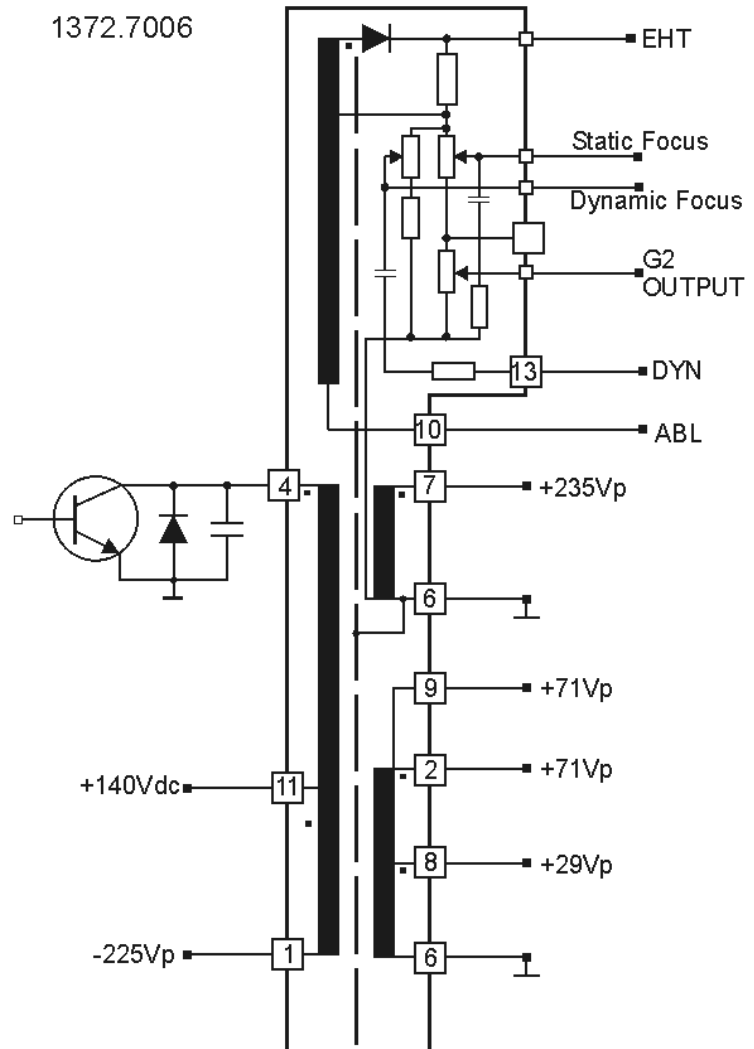 1372.7006
EHT
Static Focus
Dynamic Focus
G2
OUTPUT
13
DYN
10
ABL
4
7
+235Vp
6
9
+71Vp
2
+71Vp
+140Vdc
11
8
+29Vp
-225Vp
1
6